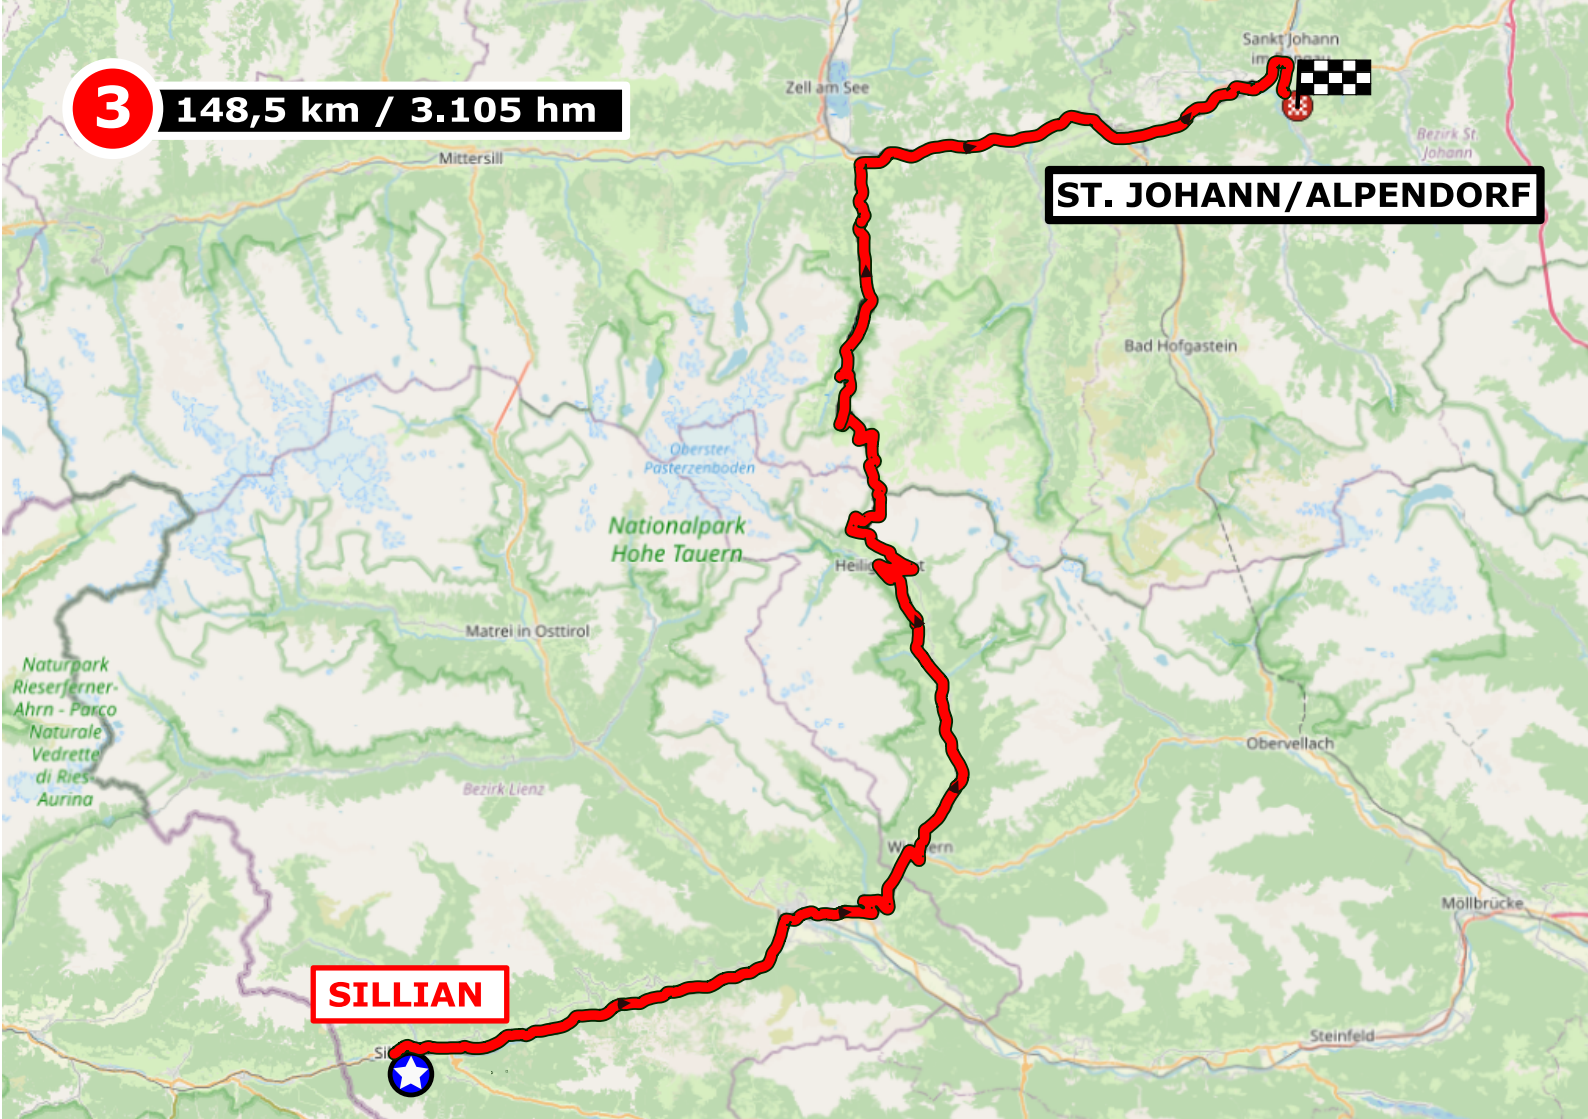 Sankt Johann
Zell am See
3
148,5 km / 3.105 hm
Bezirk St.
Johann
Mittersill
ST. JOHANN/ALPENDORF
Bad Hofgastein
Oberster
Pasterzenboden
Nationalpark
Hohe Tauern
Matrei in Osttirol
Naturpark
Rieserferner-
Ahrn - Parco
Naturale
Vedrette
di Ries-
Aurina
Obervellach
Bezirk Lienz
Möllbrücke
SILLIAN
Steinfeld